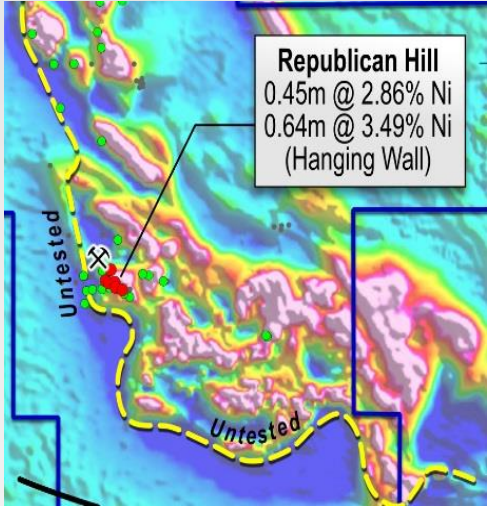 Republican Hill
0.45m @ 2.86% Ni
0.64m @ 3.49% Ni
(Hanging Wall)
Untested
Untested